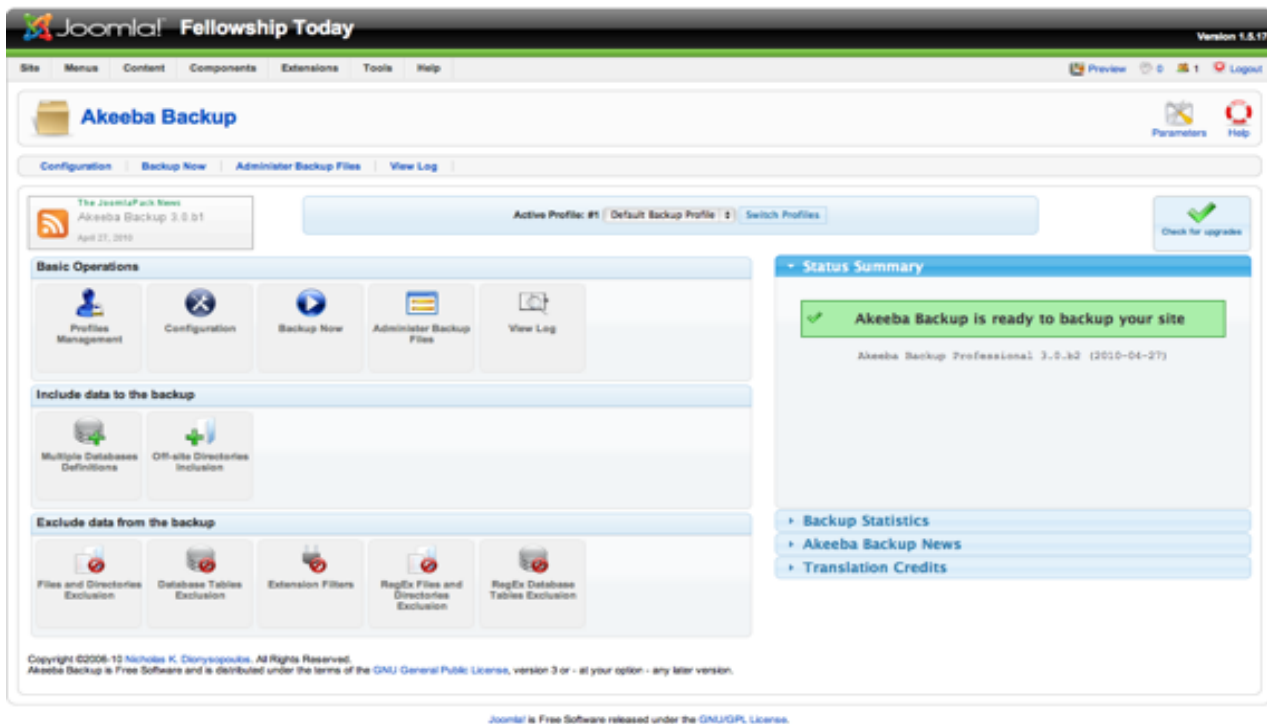 Joomla! Fellowship Today
Version 1.5.17
Site Menus Content Components Extensions Tools Help
Preview 0 1 Logout
Akeeba Backup
Parameters Help
Configuration Backup Now Administer Backup Files View Log
The JoomlaPack News
Akeeba Backup 3.0.b1
April 27, 2010
Active Profile: #1 Default Backup Profile Switch Profiles
Check for upgrades
Basic Operations
Profiles Management
Configuration
Backup Now
Administer Backup Files
View Log
Include data to the backup
Multiple Databases Definitions
Off-site Directories Inclusion
Exclude data from the backup
Files and Directories Exclusion
Database Tables Exclusion
Extension Filters
RegEx Files and Directories Exclusion
RegEx Database Tables Exclusion
Status Summary
Akeeba Backup is ready to backup your site
Akeeba Backup Professional 3.0.b2 (2010-04-27)
Backup Statistics
Akeeba Backup News
Translation Credits
Copyright ©2006-10 Nicholas K. Dionysopoulos. All Rights Reserved.
Akeeba Backup is Free Software and is distributed under the terms of the GNU General Public License, version 3 or - at your option - any later version.
Joomla! is Free Software released under the GNU/GPL License.